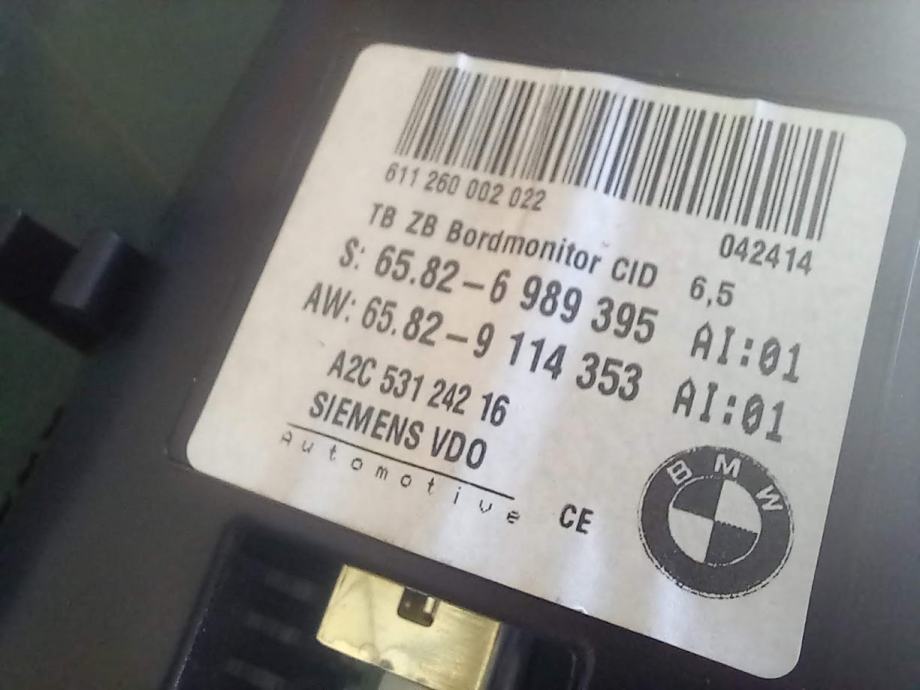 611 260 002 022
042414
TB ZB Bordmonitor CID 6,5
S: 65.82-6 989 395 AI:01
AW: 65.82-9 114 353 AI:01
A2C 531 242 16
SIEMENS VDO
Automotive
CE
BMW